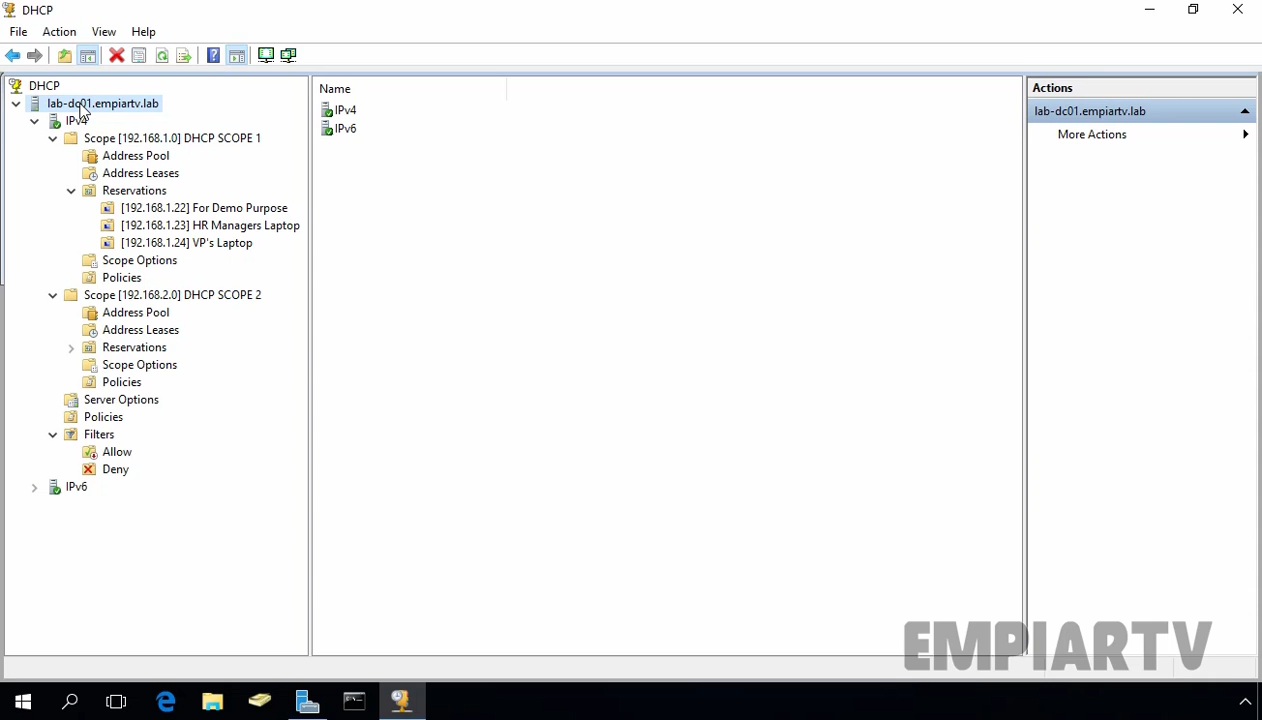 DHCP
File Action View Help
DHCP
lab-dc01.empiartv.lab
IPv4
Scope [192.168.1.0] DHCP SCOPE 1
Address Pool
Address Leases
Reservations
[192.168.1.22] For Demo Purpose
[192.168.1.23] HR Managers Laptop
[192.168.1.24] VP's Laptop
Scope Options
Policies
Scope [192.168.2.0] DHCP SCOPE 2
Address Pool
Address Leases
Reservations
Scope Options
Policies
Server Options
Policies
Filters
Allow
Deny
IPv6
Name
IPv4
IPv6
Actions
lab-dc01.empiartv.lab
More Actions
EMPIARTV